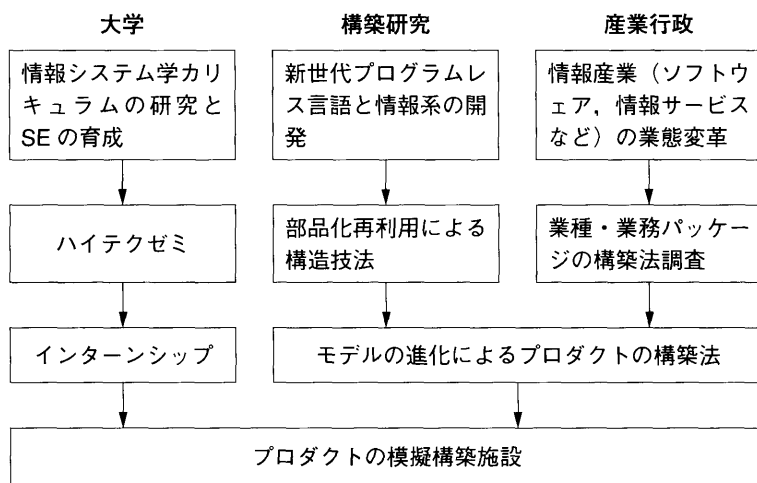 大学
構築研究
産業行政
情報システム学カリ
キュラムの研究と
SE の育成
新世代プログラムレ
ス言語と情報系の開
発
情報産業（ソフトウ
ェア，情報サービス
など）の業態変革
ハイテクゼミ
部品化再利用による
構造技法
業種・業務パッケー
ジの構築法調査
インターンシップ
モデルの進化によるプロダクトの構築法
プロダクトの模擬構築施設